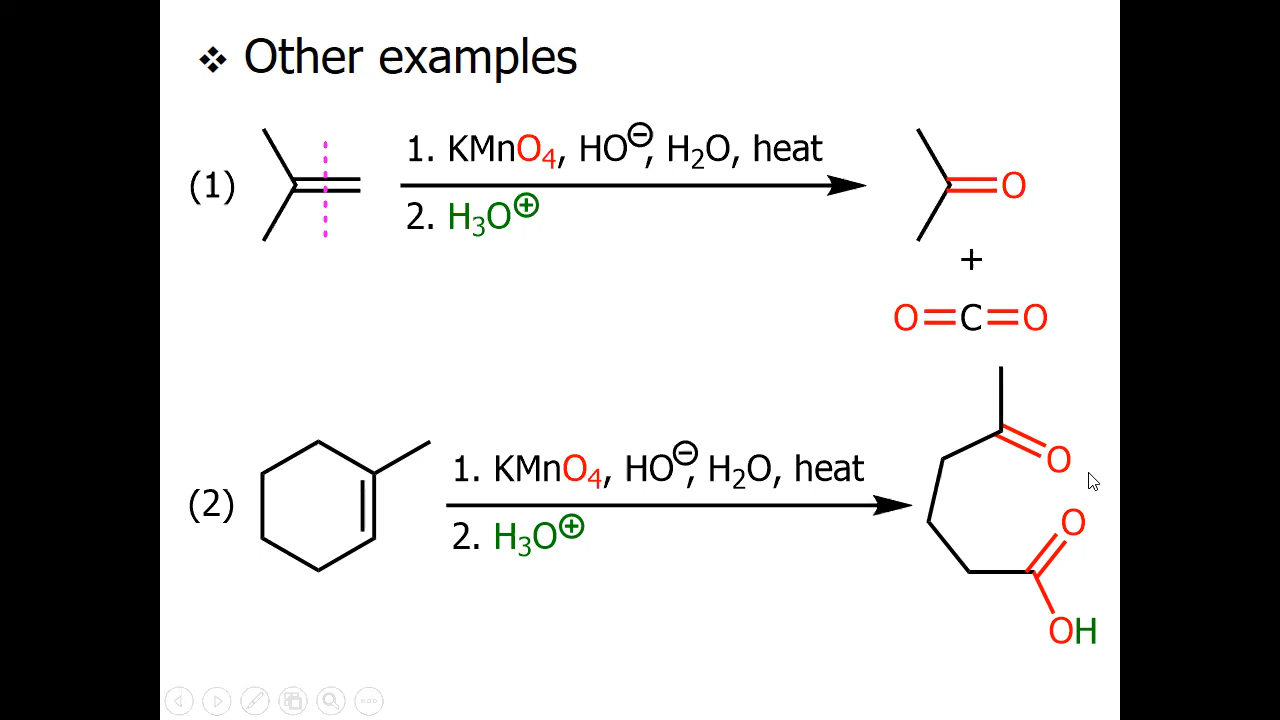 ❖ Other examples
(1)
1. KMnO₄, HO⊖, H₂O, heat
2. H₃O⊕
O
+
O=C=O
(2)
1. KMnO₄, HO⊖, H₂O, heat
2. H₃O⊕
O
O
OH